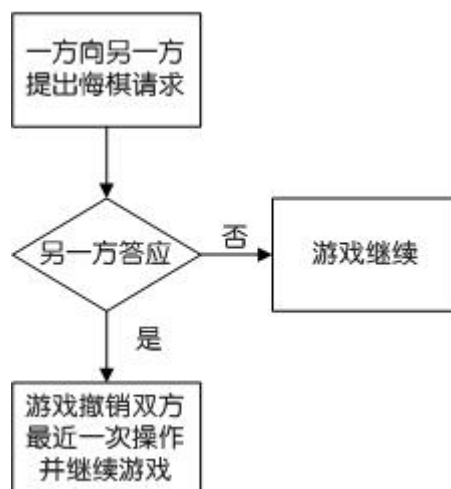 一方向另一方
提出悔棋请求
另一方答应
否
游戏继续
是
游戏撤销双方
最近一次操作
并继续游戏